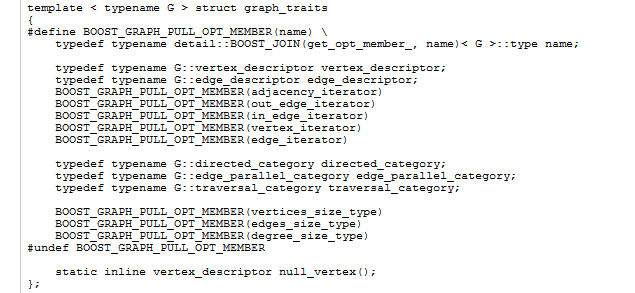 template < typename G > struct graph_traits
{
#define BOOST_GRAPH_PULL_OPT_MEMBER(name) \
    typedef typename detail::BOOST_JOIN(get_opt_member_, name)< G >::type name;

    typedef typename G::vertex_descriptor vertex_descriptor;
    typedef typename G::edge_descriptor edge_descriptor;
    BOOST_GRAPH_PULL_OPT_MEMBER(adjacency_iterator)
    BOOST_GRAPH_PULL_OPT_MEMBER(out_edge_iterator)
    BOOST_GRAPH_PULL_OPT_MEMBER(in_edge_iterator)
    BOOST_GRAPH_PULL_OPT_MEMBER(vertex_iterator)
    BOOST_GRAPH_PULL_OPT_MEMBER(edge_iterator)

    typedef typename G::directed_category directed_category;
    typedef typename G::edge_parallel_category edge_parallel_category;
    typedef typename G::traversal_category traversal_category;

    BOOST_GRAPH_PULL_OPT_MEMBER(vertices_size_type)
    BOOST_GRAPH_PULL_OPT_MEMBER(edges_size_type)
    BOOST_GRAPH_PULL_OPT_MEMBER(degree_size_type)
#undef BOOST_GRAPH_PULL_OPT_MEMBER

    static inline vertex_descriptor null_vertex();
};